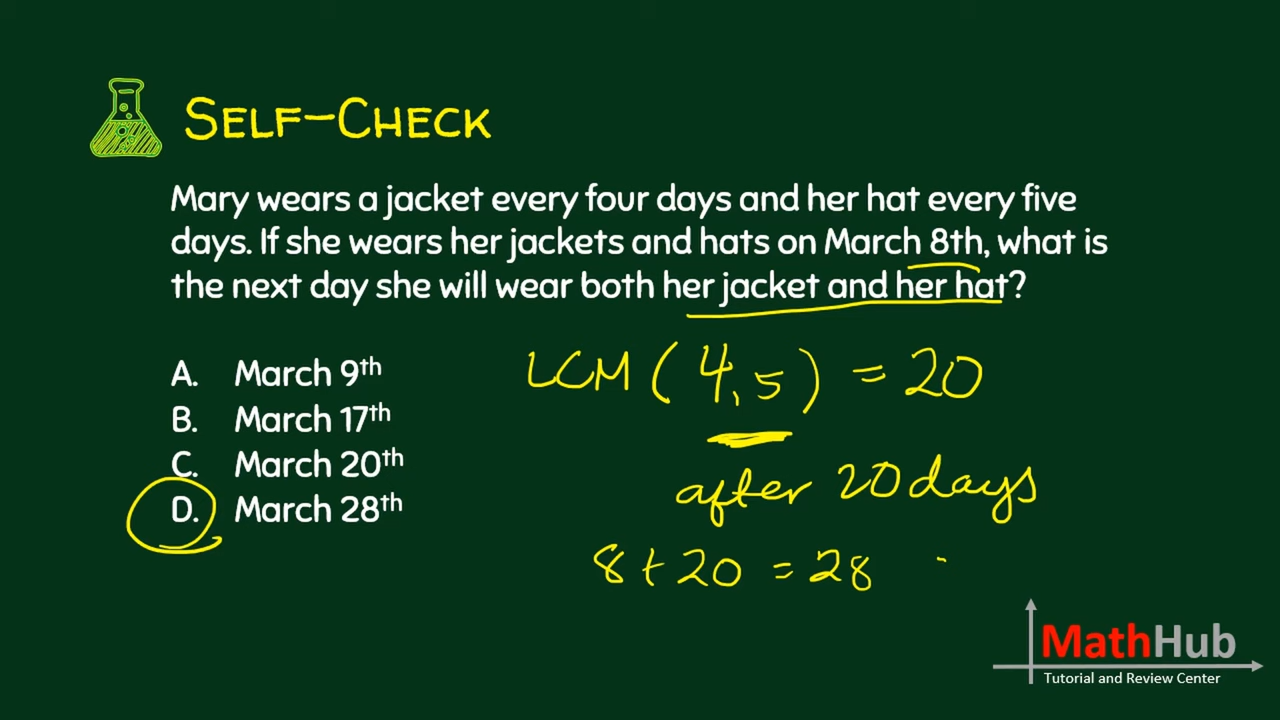 Self-Check
Mary wears a jacket every four days and her hat every five
days. If she wears her jackets and hats on March 8th, what is
the next day she will wear both her jacket and her hat?
A. March 9th
B. March 17th
C. March 20th
D. March 28th
LCM ( 4, 5 ) = 20
after 20 days
8 + 20 = 28
MathHub
Tutorial and Review Center